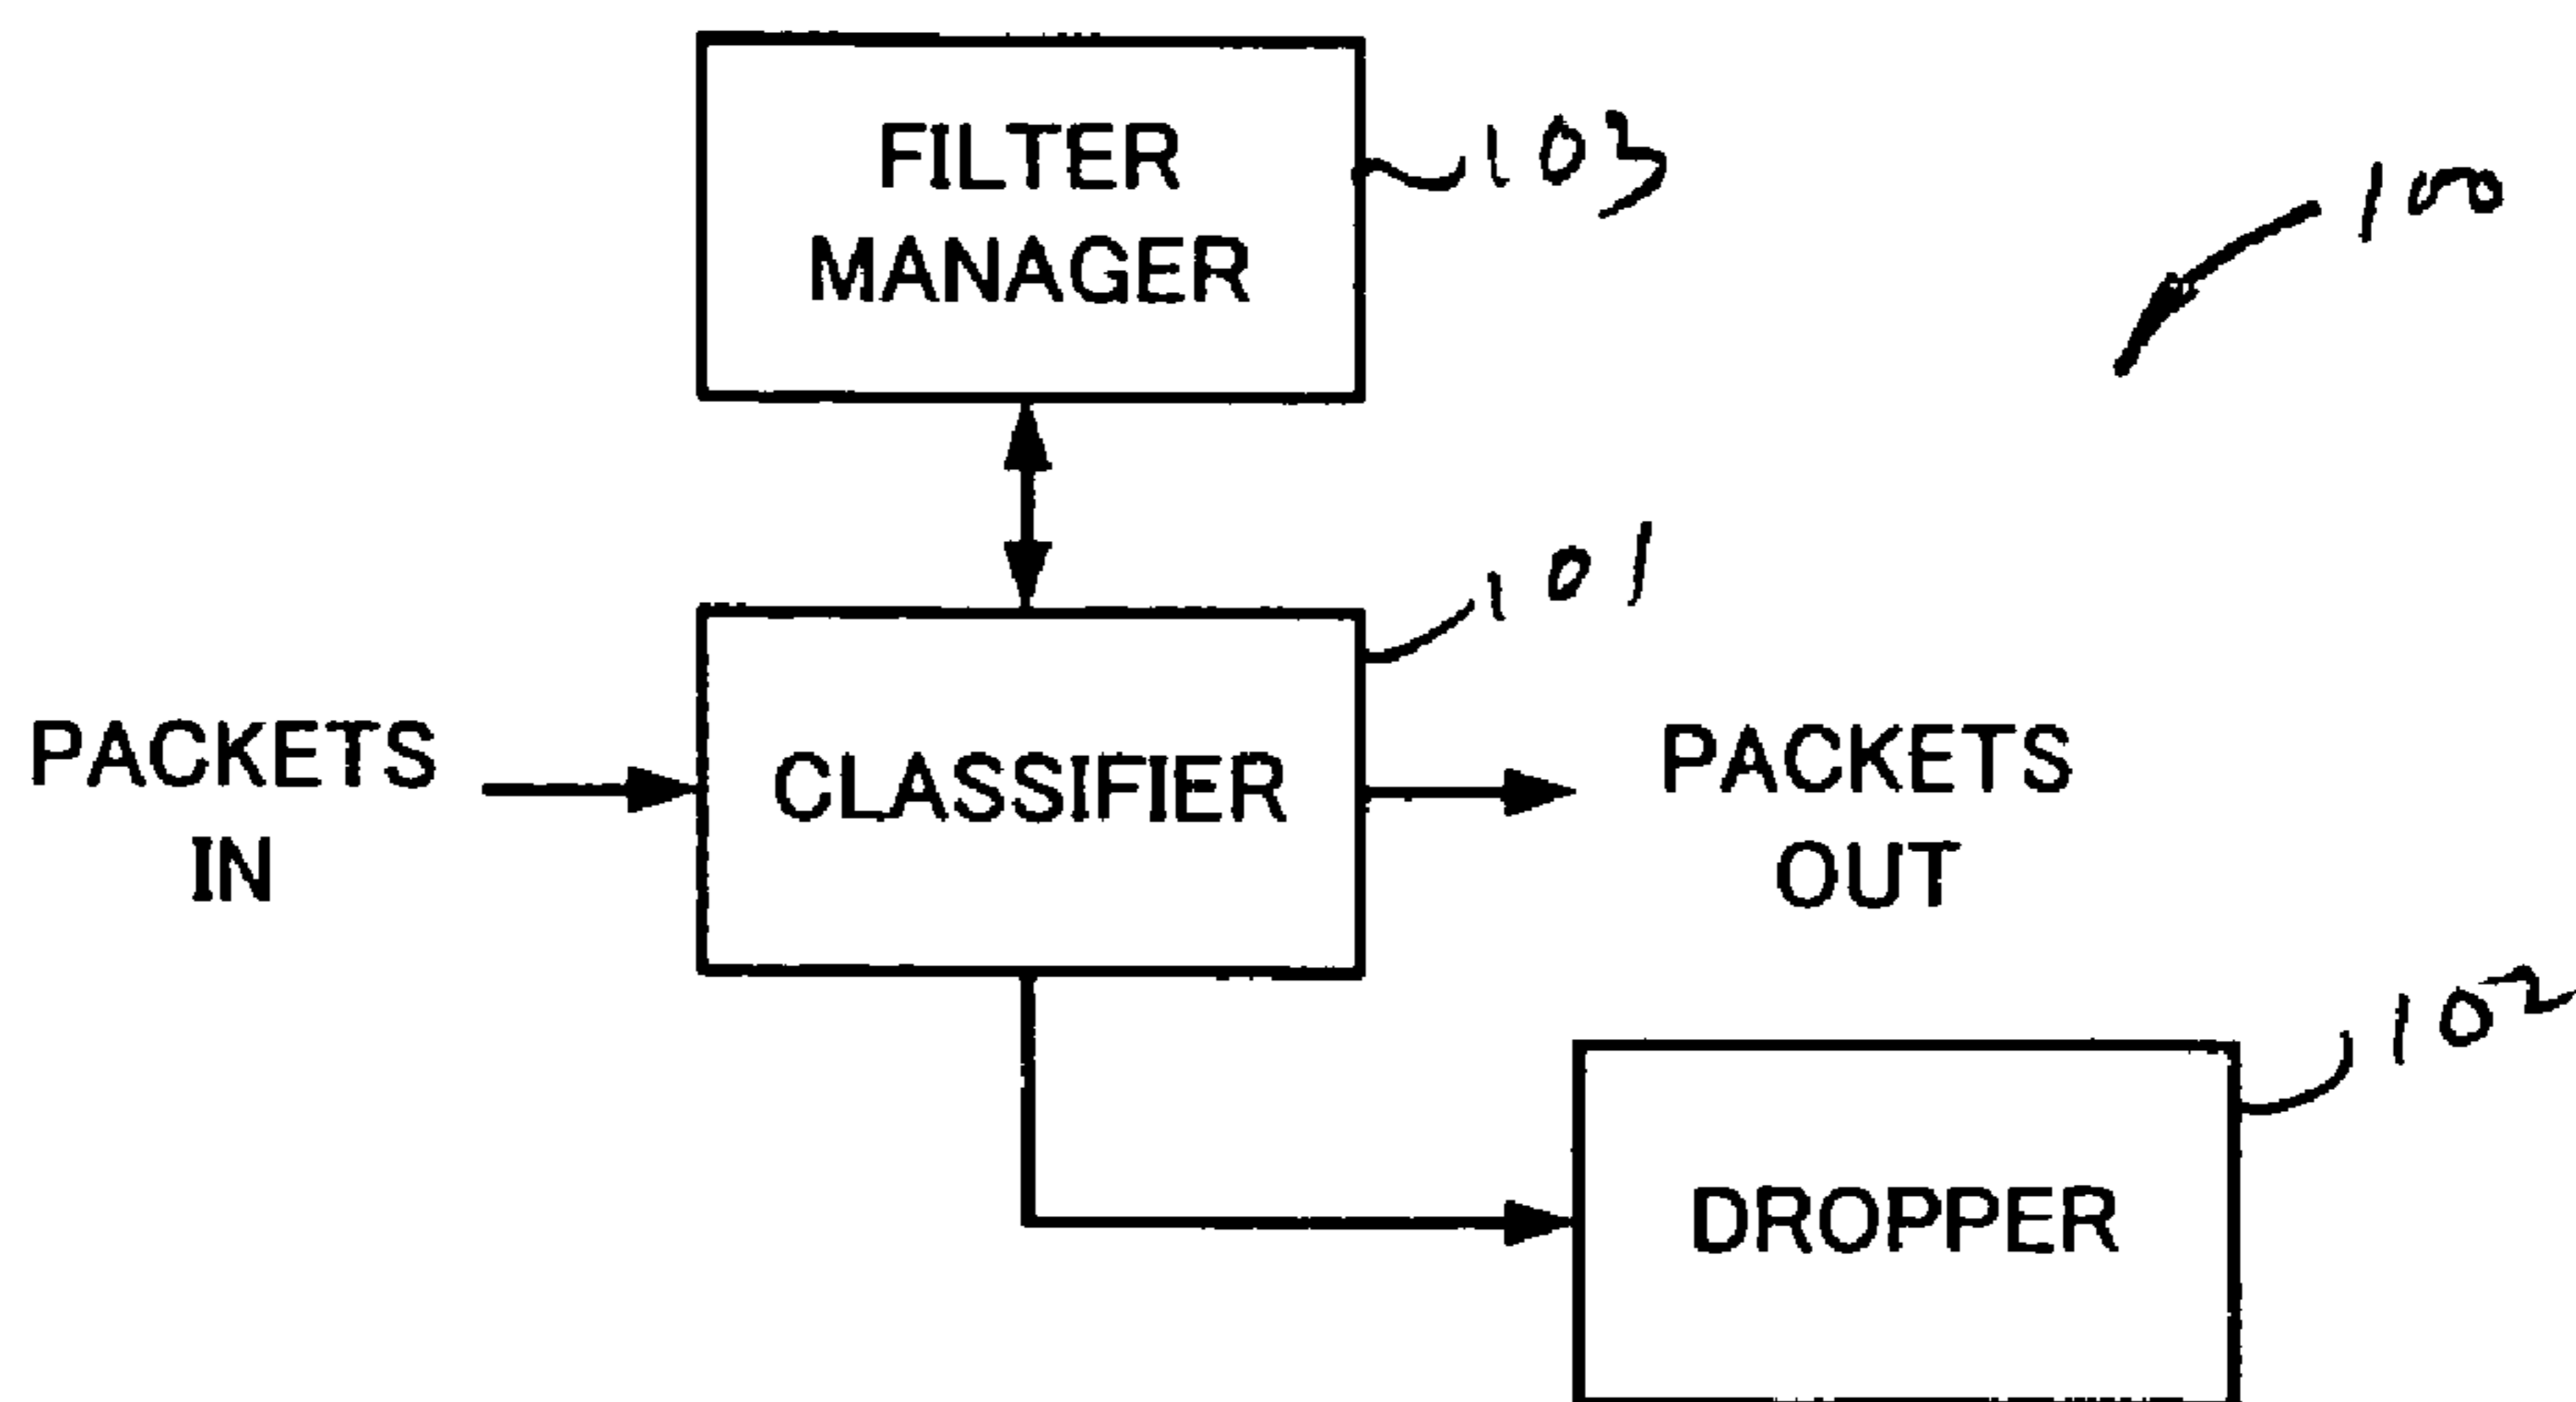 FILTER
MANAGER
103
100
101
PACKETS
IN
CLASSIFIER
PACKETS
OUT
102
DROPPER